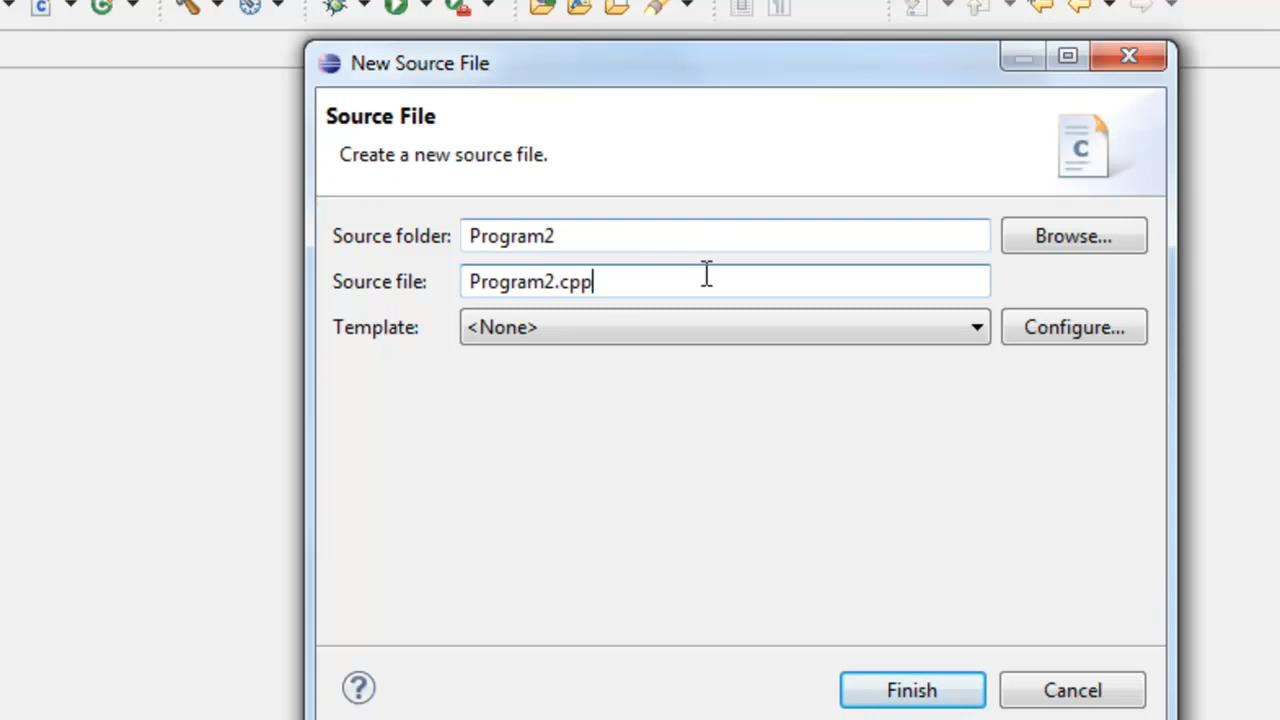 New Source File
Source File
Create a new source file.
C
Source folder: Program2 Browse...
Source file: Program2.cpp
Template: <None> Configure...
? Finish Cancel